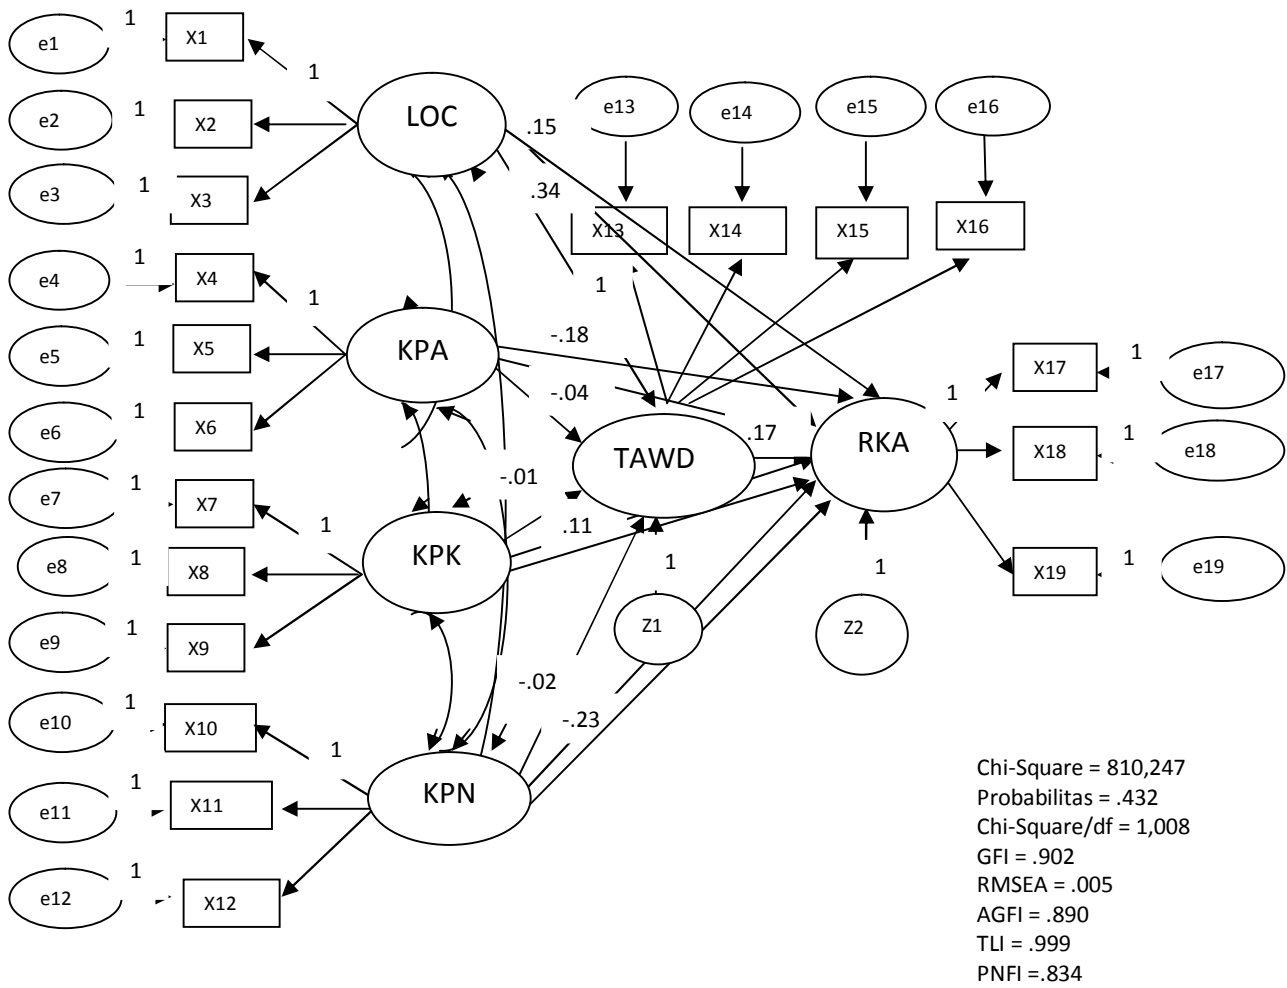 e1 1 X1
1
e2 1 X2
LOC
e3 1 X3
e13 e14 e15 e16
.15
.34
X13 X14 X15 X16
e4 1 X4
1
1
e5 1 X5
KPA
-.18
X17 1 e17
e6 1 X6
-.04
1
.17
TAWD
RKA
X18 1 e18
e7 1 X7
1
-.01
.11
KPK
e8 1 X8
1
1
X19 1 e19
e9 1 X9
Z1
Z2
-.02
-.23
e10 1 X10
1
KPN
e11 1 X11
e12 1 X12
Chi-Square = 810,247
Probabilitas = .432
Chi-Square/df = 1,008
GFI = .902
RMSEA = .005
AGFI = .890
TLI = .999
PNFI =.834